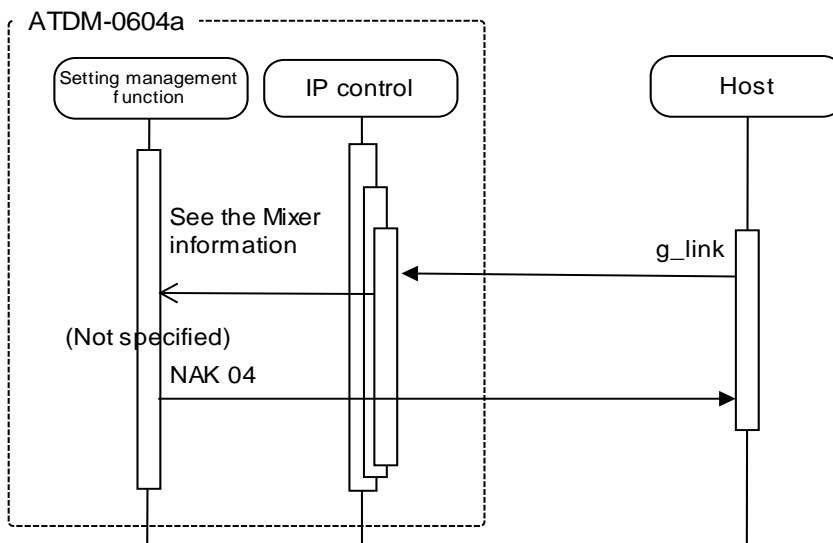 ATDM-0604a
Setting management
function
IP control
Host
See the Mixer
information
g_link
(Not specified)
NAK 04